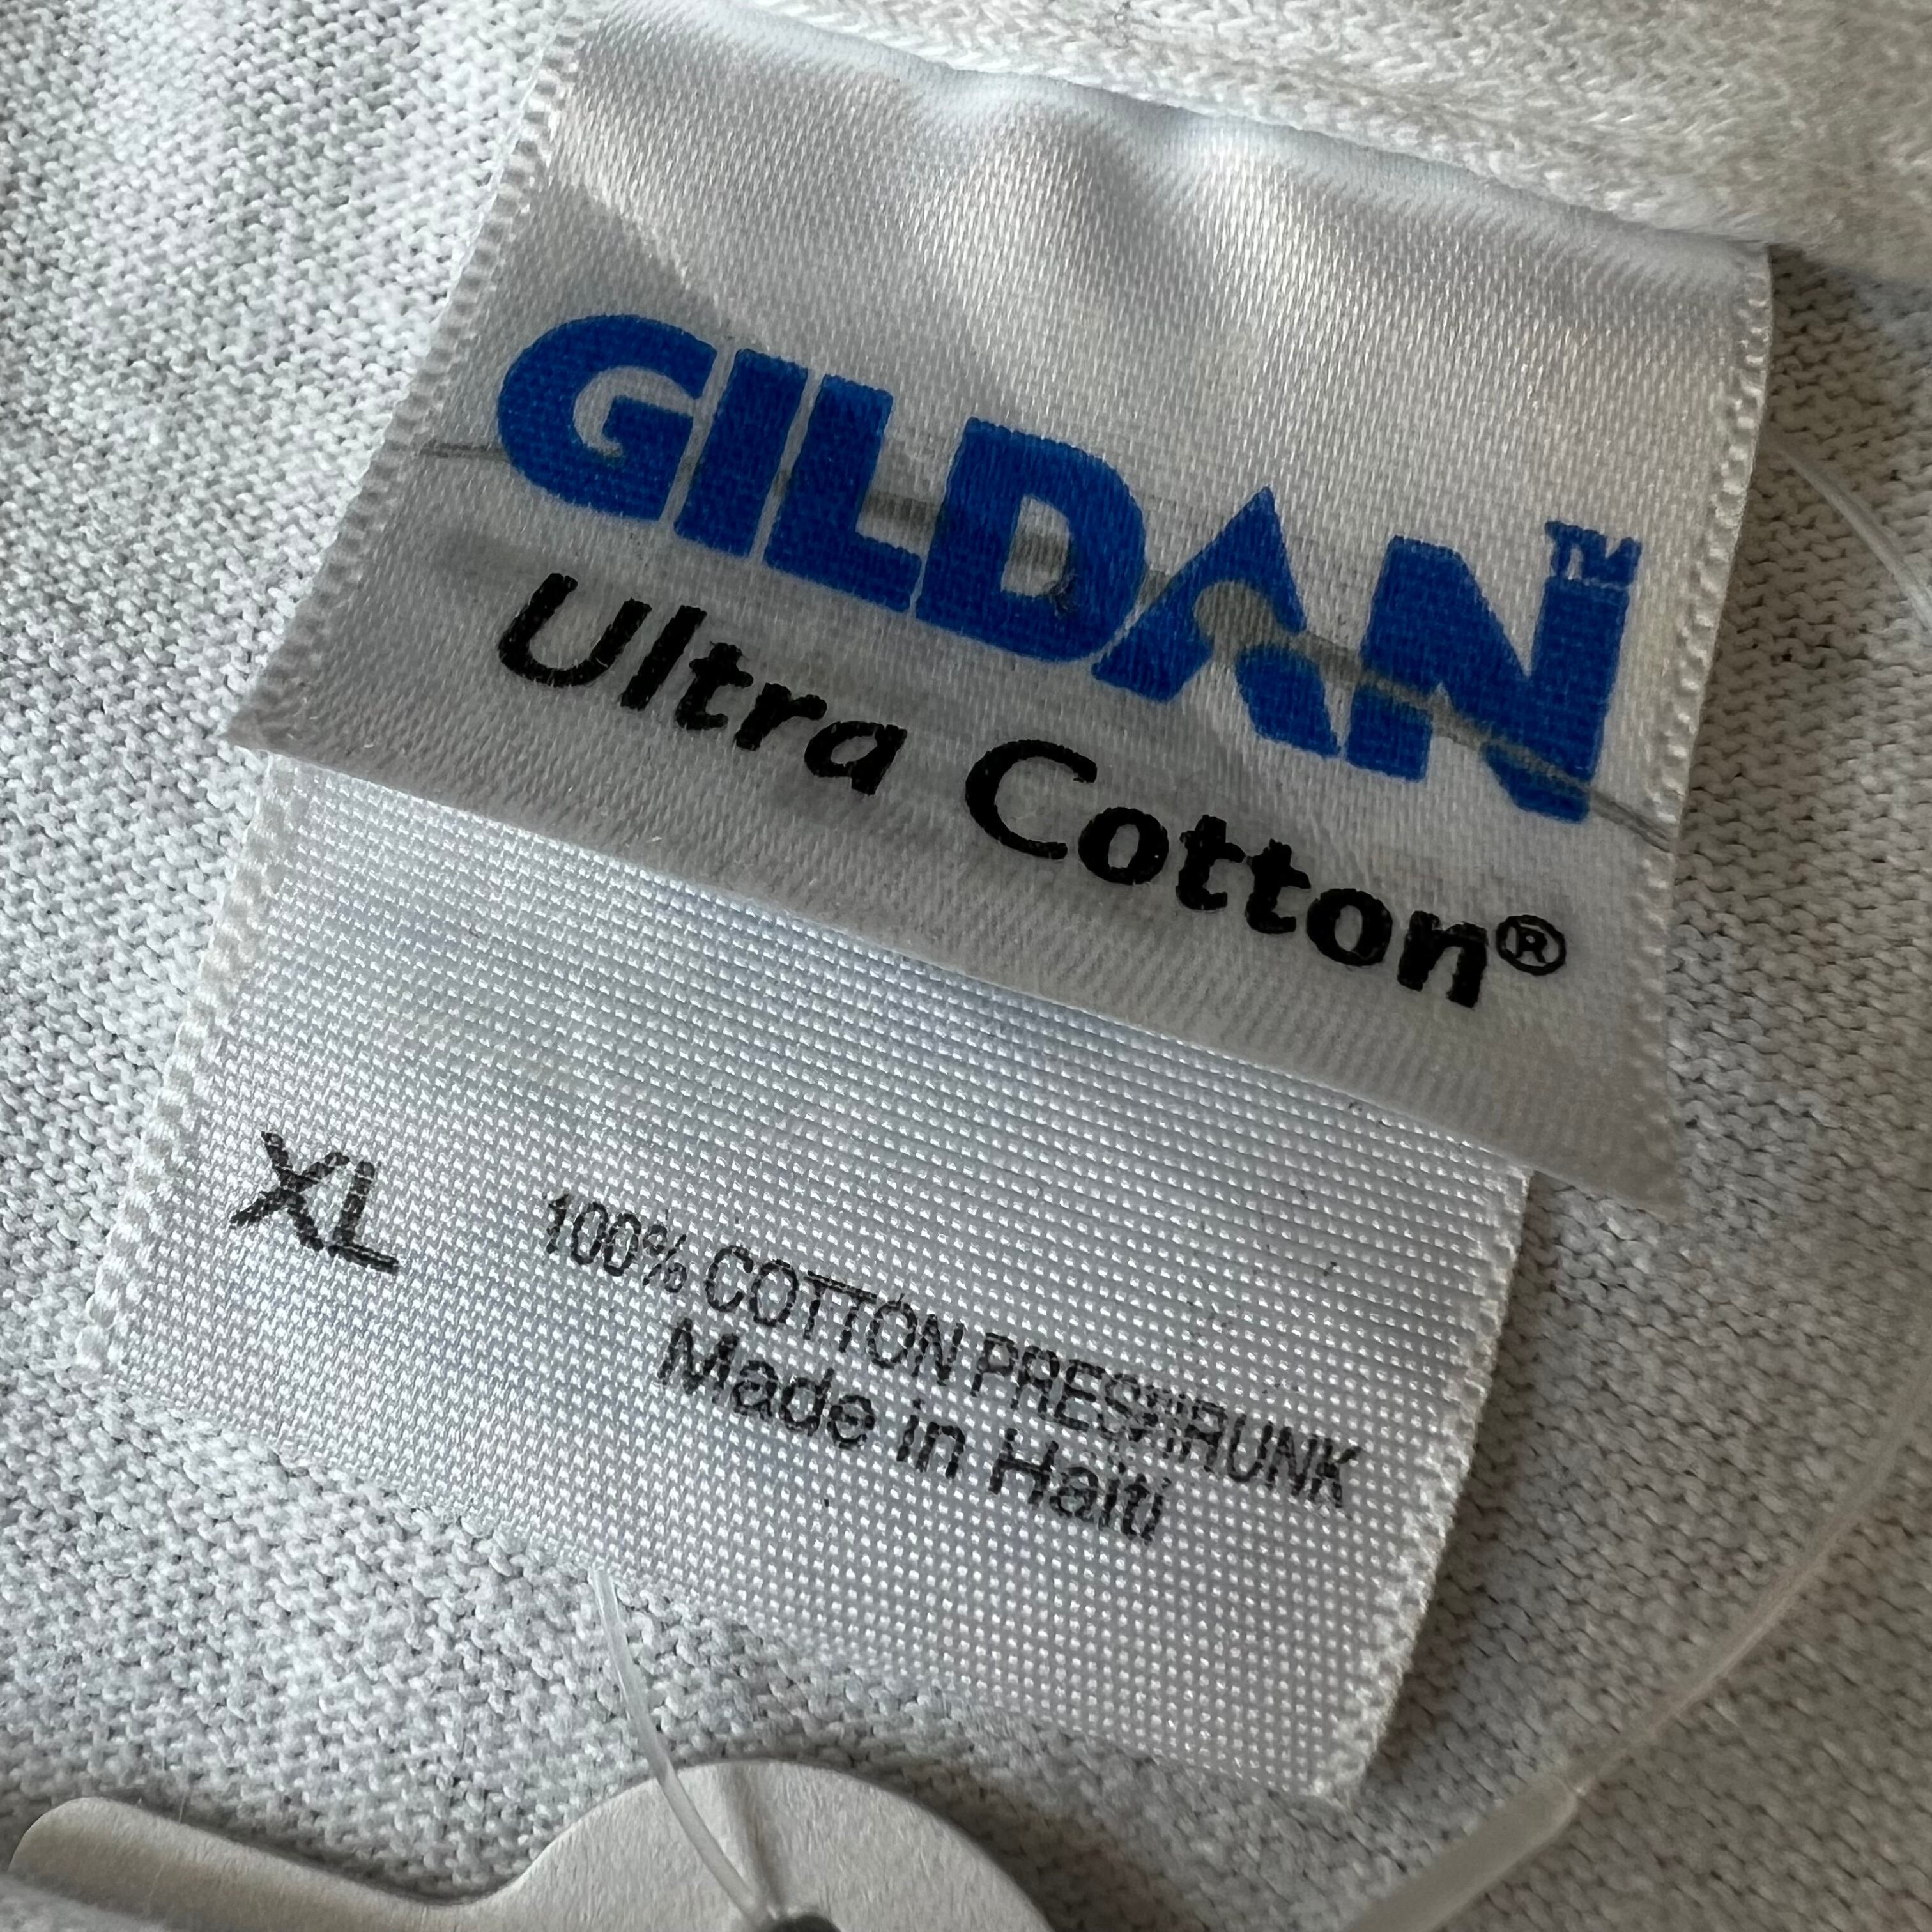 GILDAN™
Ultra Cotton®
XL
100% COTTON PRESHRUNK
Made in Haiti